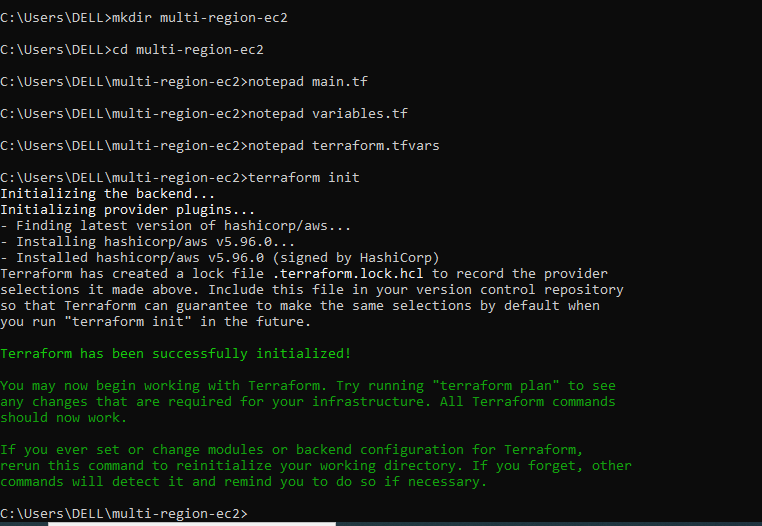 C:\Users\DELL>mkdir multi-region-ec2
C:\Users\DELL>cd multi-region-ec2
C:\Users\DELL\multi-region-ec2>notepad main.tf
C:\Users\DELL\multi-region-ec2>notepad variables.tf
C:\Users\DELL\multi-region-ec2>notepad terraform.tfvars
C:\Users\DELL\multi-region-ec2>terraform init
Initializing the backend...
Initializing provider plugins...
- Finding latest version of hashicorp/aws...
- Installing hashicorp/aws v5.96.0...
- Installed hashicorp/aws v5.96.0 (signed by HashiCorp)
Terraform has created a lock file .terraform.lock.hcl to record the provider
selections it made above. Include this file in your version control repository
so that Terraform can guarantee to make the same selections by default when
you run "terraform init" in the future.
Terraform has been successfully initialized!
You may now begin working with Terraform. Try running "terraform plan" to see
any changes that are required for your infrastructure. All Terraform commands
should now work.
If you ever set or change modules or backend configuration for Terraform,
rerun this command to reinitialize your working directory. If you forget, other
commands will detect it and remind you to do so if necessary.
C:\Users\DELL\multi-region-ec2>